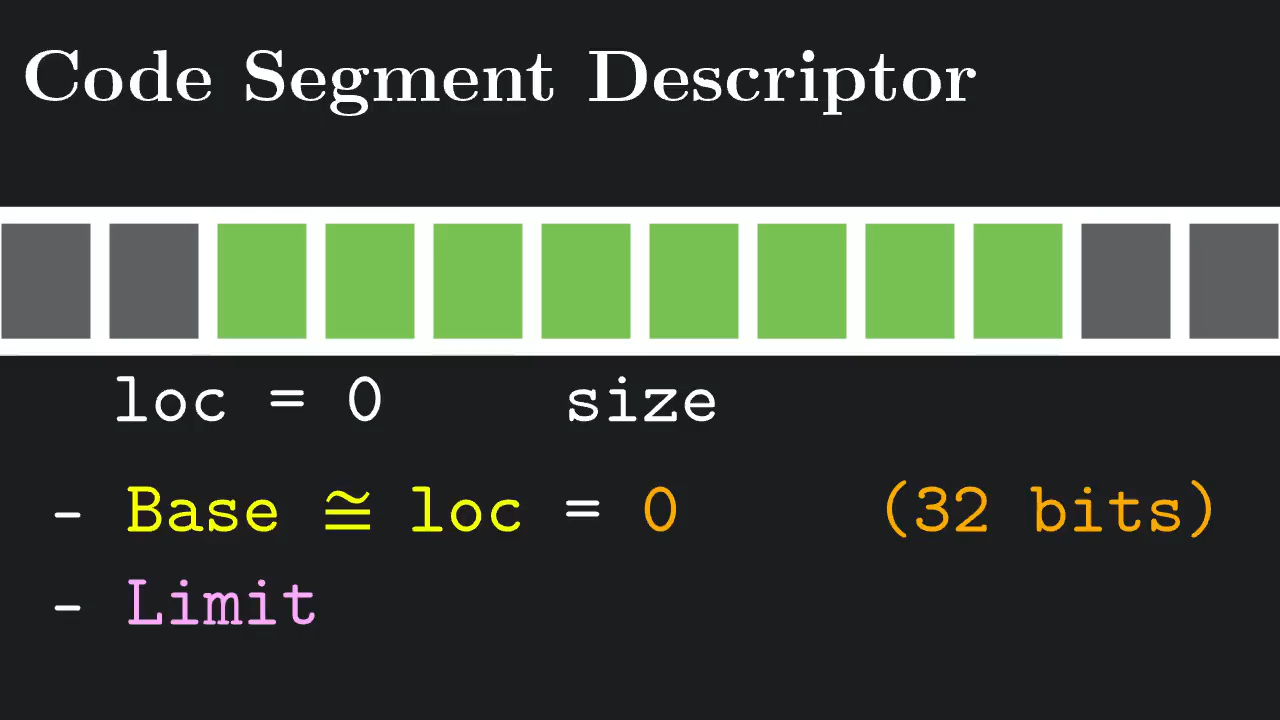 Code Segment Descriptor
loc = 0 size
- Base ≅ loc = 0 (32 bits)
- Limit